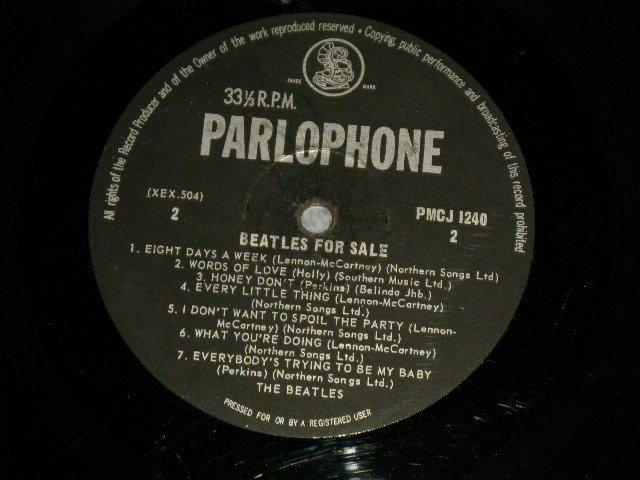 All rights of the Record Producer and of the Owner of the work reproduced reserved • Copying, public performance and broadcasting of this record prohibited
TRADE MARK
33⅓ R.P.M.
PARLOPHONE
(XEX.504)
2
PMCJ 1240
2
BEATLES FOR SALE
1. EIGHT DAYS A WEEK (Lennon-McCartney) (Northern Songs Ltd)
2. WORDS OF LOVE (Holly) (Southern Music Ltd.)
3. HONEY DON'T (Perkins) (Belinda Jhb.)
4. EVERY LITTLE THING (Lennon-McCartney)
(Northern Songs Ltd.)
5. I DON'T WANT TO SPOIL THE PARTY (Lennon-
McCartney) (Northern Songs Ltd.)
6. WHAT YOU'RE DOING (Lennon-McCartney)
(Northern Songs Ltd.)
7. EVERYBODY'S TRYING TO BE MY BABY
(Perkins) (Northern Songs Ltd.)
THE BEATLES
PRESSED FOR OR BY A REGISTERED USER